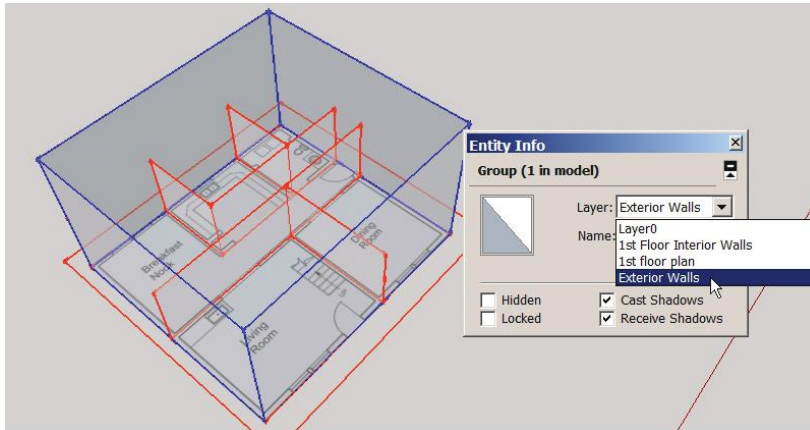 Entity Info
Group (1 in model)
Layer: Exterior Walls
Layer0
1st Floor Interior Walls
1st floor plan
Exterior Walls
Name:
Hidden
Cast Shadows
Locked
Receive Shadows
Breakfast
Nook
Dining
Room
Living
Room